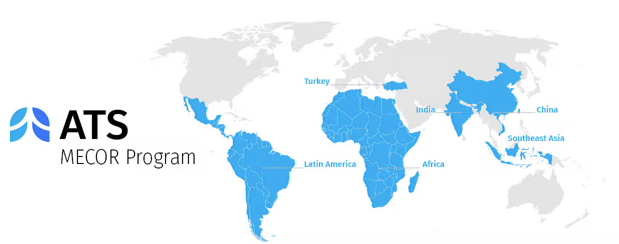 ATS
MECOR Program
Turkey
India
China
Southeast Asia
Latin America
Africa